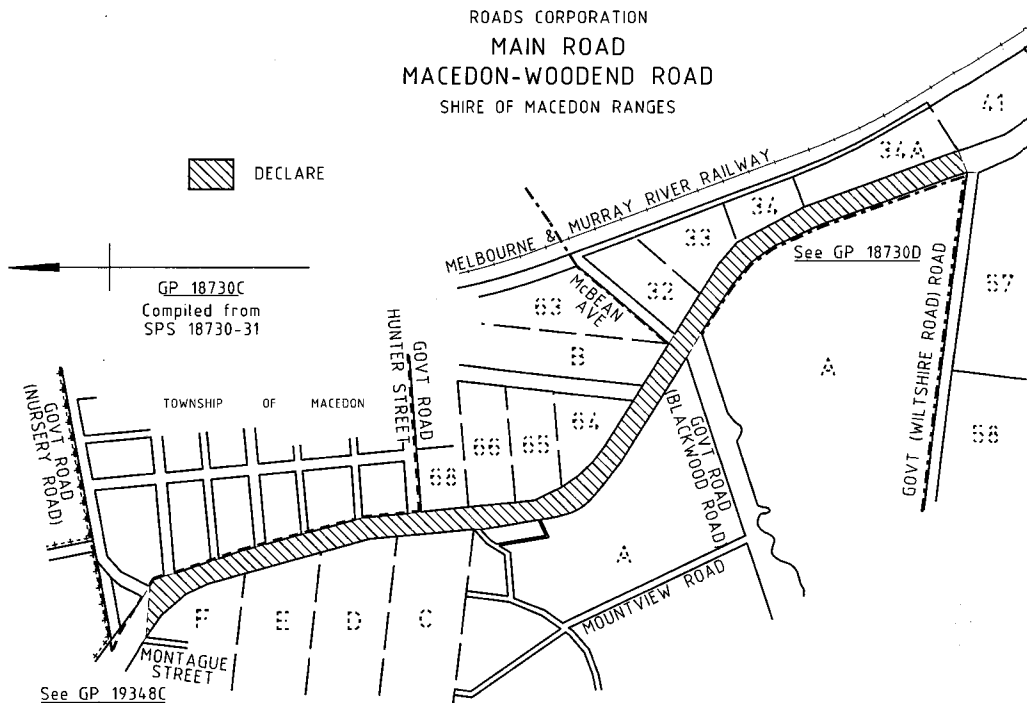 ROADS CORPORATION
MAIN ROAD
MACEDON-WOODEND ROAD
SHIRE OF MACEDON RANGES
DECLARE
41
34A
MELBOURNE & MURRAY RIVER RAILWAY
34
33
See GP 18730D
GP 18730C
Compiled from
SPS 18730-31
32
McBEAN
AVE
63
67
GOVT (WILTSHIRE ROAD) ROAD
HUNTER STREET
GOVT ROAD
B
A
GOVT ROAD
(NURSERY ROAD)
TOWNSHIP OF MACEDON
64
65
66
68
GOVT ROAD
(BLACKWOOD ROAD)
58
A
MOUNTVIEW ROAD
F
E
D
C
MONTAGUE
STREET
See GP 19348C